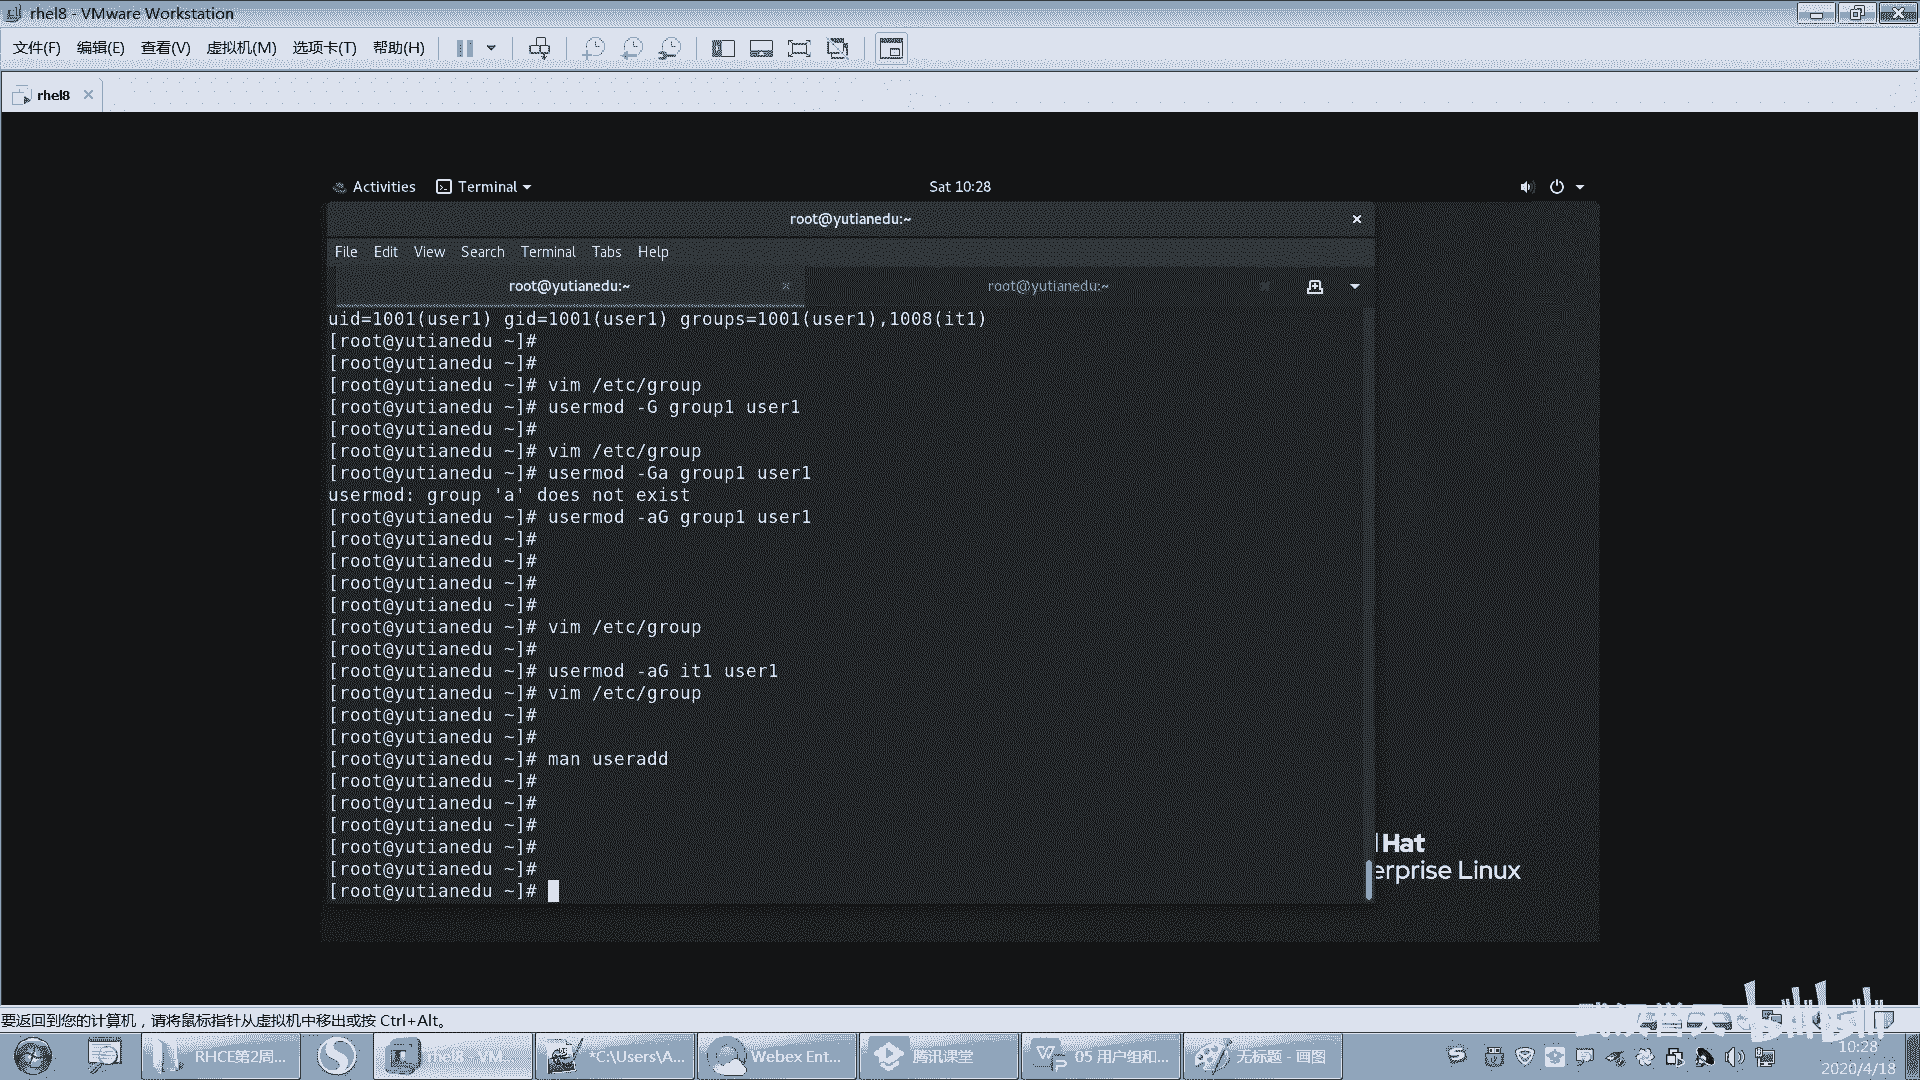 rhel8 - VMware Workstation
文件(F) 编辑(E) 查看(V) 虚拟机(M) 选项卡(T) 帮助(H)
rhel8
Activities Terminal Sat 10:28
root@yutianedu:~
File Edit View Search Terminal Tabs Help
root@yutianedu:~ root@yutianedu:~
uid=1001(user1) gid=1001(user1) groups=1001(user1),1008(it1)
[root@yutianedu ~]#
[root@yutianedu ~]#
[root@yutianedu ~]# vim /etc/group
[root@yutianedu ~]# usermod -G group1 user1
[root@yutianedu ~]#
[root@yutianedu ~]# vim /etc/group
[root@yutianedu ~]# usermod -Ga group1 user1
usermod: group 'a' does not exist
[root@yutianedu ~]# usermod -aG group1 user1
[root@yutianedu ~]#
[root@yutianedu ~]#
[root@yutianedu ~]#
[root@yutianedu ~]#
[root@yutianedu ~]# vim /etc/group
[root@yutianedu ~]#
[root@yutianedu ~]# usermod -aG it1 user1
[root@yutianedu ~]# vim /etc/group
[root@yutianedu ~]#
[root@yutianedu ~]#
[root@yutianedu ~]# man useradd
[root@yutianedu ~]#
[root@yutianedu ~]#
[root@yutianedu ~]#
[root@yutianedu ~]#
[root@yutianedu ~]#
[root@yutianedu ~]#
Hat
erprise Linux
要返回到您的计算机，请将鼠标指针从虚拟机中移出或按 Ctrl+Alt。
bilibili
RHCE第2周... rhel8 - VM... *C:\Users\A... Webex Ent... 腾讯课堂 05 用户组和... 无标题 - 画图
10:28
2020/4/18